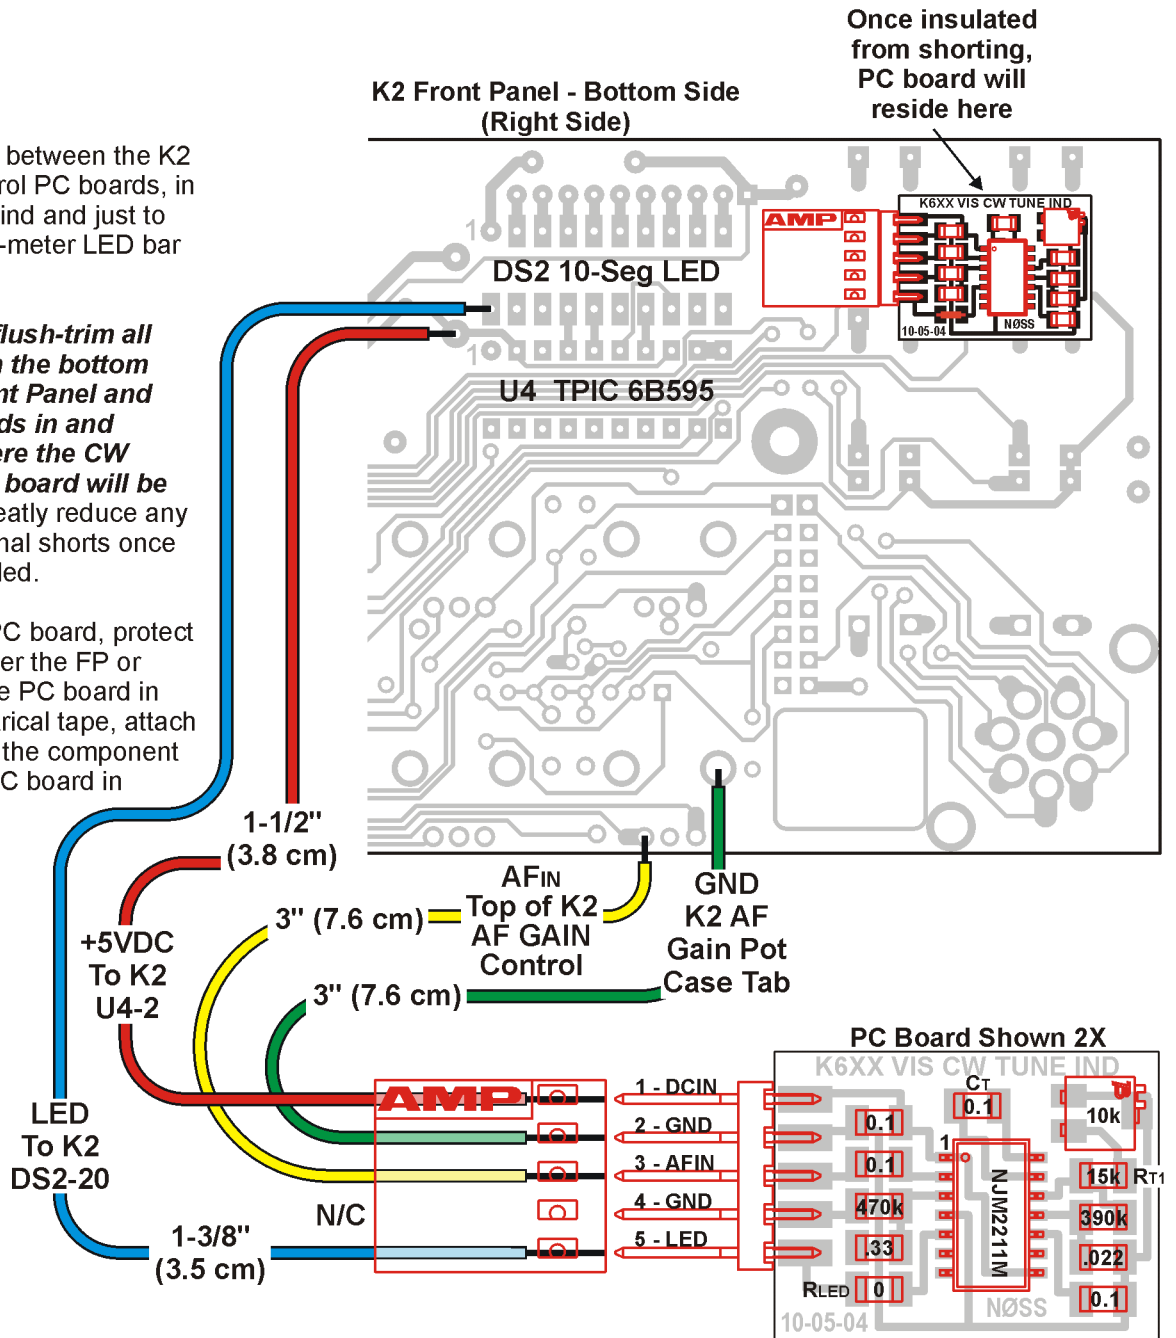 Once insulated
from shorting,
PC board will
reside here
K2 Front Panel - Bottom Side
(Right Side)
between the K2
rol PC boards, in
ind and just to
-meter LED bar
flush-trim all
the bottom
nt Panel and
ds in and
ere the CW
board will be
eatly reduce any
nal shorts once
led.
PC board, protect
er the FP or
e PC board in
trical tape, attach
the component
C board in
K6XX VIS CW TUNE IND
AMP
1
DS2 10-Seg LED
10-05-04
NØSS
1
U4 TPIC 6B595
1-1/2"
(3.8 cm)
AFIN
Top of K2
AF GAIN
Control
3" (7.6 cm)
GND
K2 AF
Gain Pot
Case Tab
+5VDC
To K2
U4-2
3" (7.6 cm)
LED
To K2
DS2-20
N/C
1-3/8"
(3.5 cm)
AMP
1 - DCIN
2 - GND
3 - AFIN
4 - GND
5 - LED
PC Board Shown 2X
K6XX VIS CW TUNE IND
CT
0.1
10k
0.1
1
0.1
15k RT1
470k
390k
NJM2211M
.33
.022
RLED 0
0.1
NØSS
10-05-04